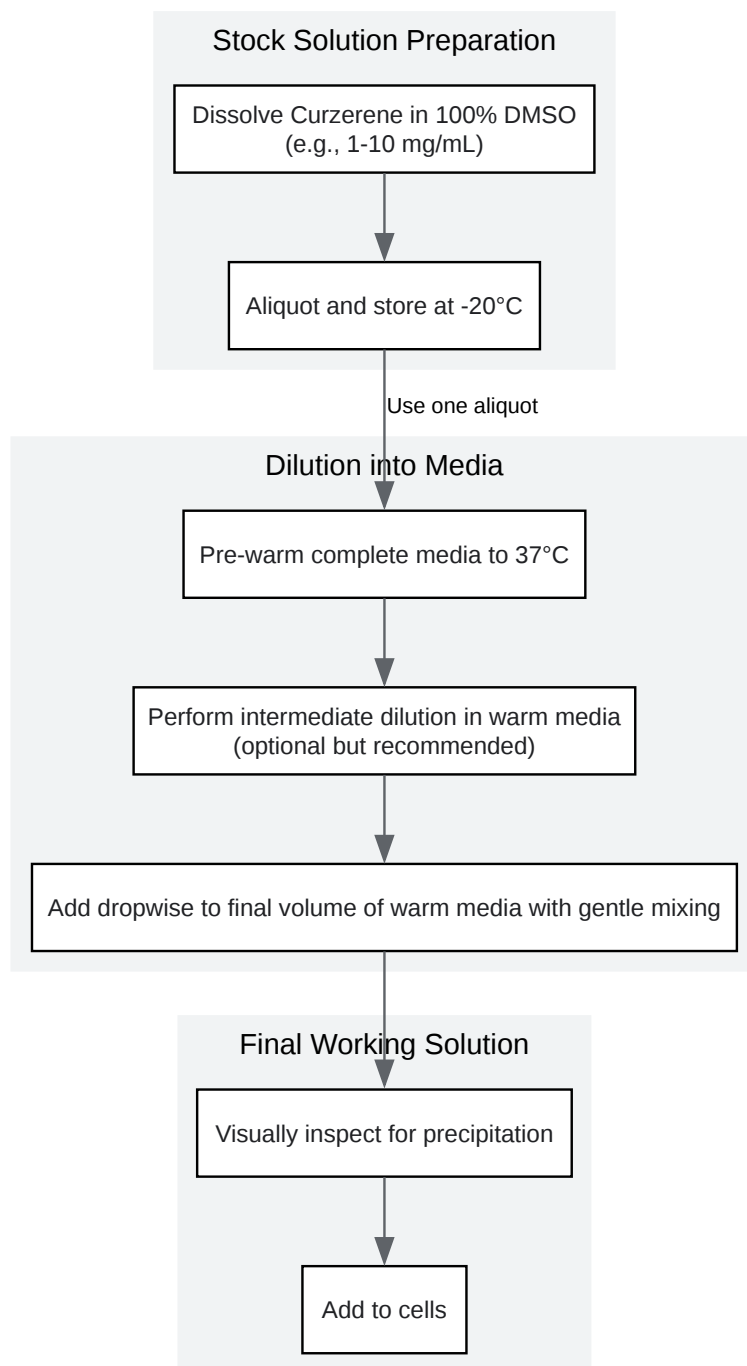 Stock Solution Preparation
Dissolve Curzerene in 100% DMSO
(e.g., 1-10 mg/mL)
Aliquot and store at -20°C
Use one aliquot
Dilution into Media
Pre-warm complete media to 37°C
Perform intermediate dilution in warm media
(optional but recommended)
Add dropwise to final volume of warm media with gentle mixing
Final Working Solution
Visually inspect for precipitation
Add to cells